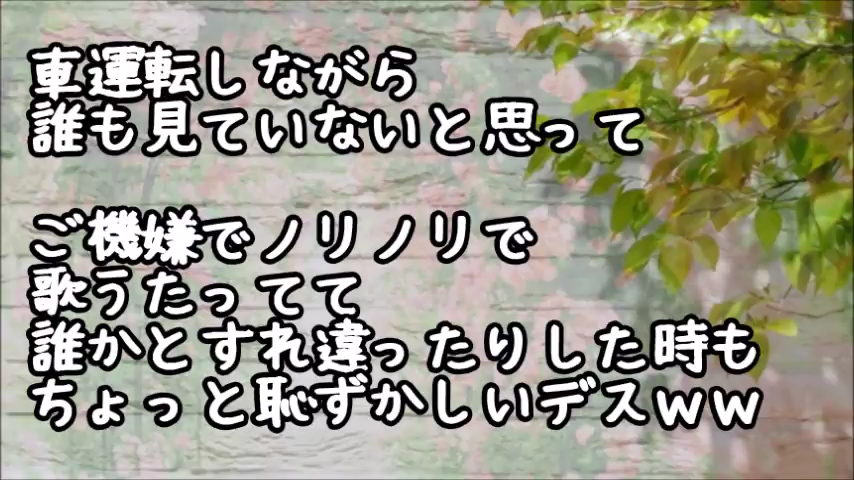 車運転しながら
誰も見ていないと思って
ご機嫌でノリノリで
歌うたってて
誰かとすれ違ったりした時も
ちょっと恥ずかしいデスｗｗ